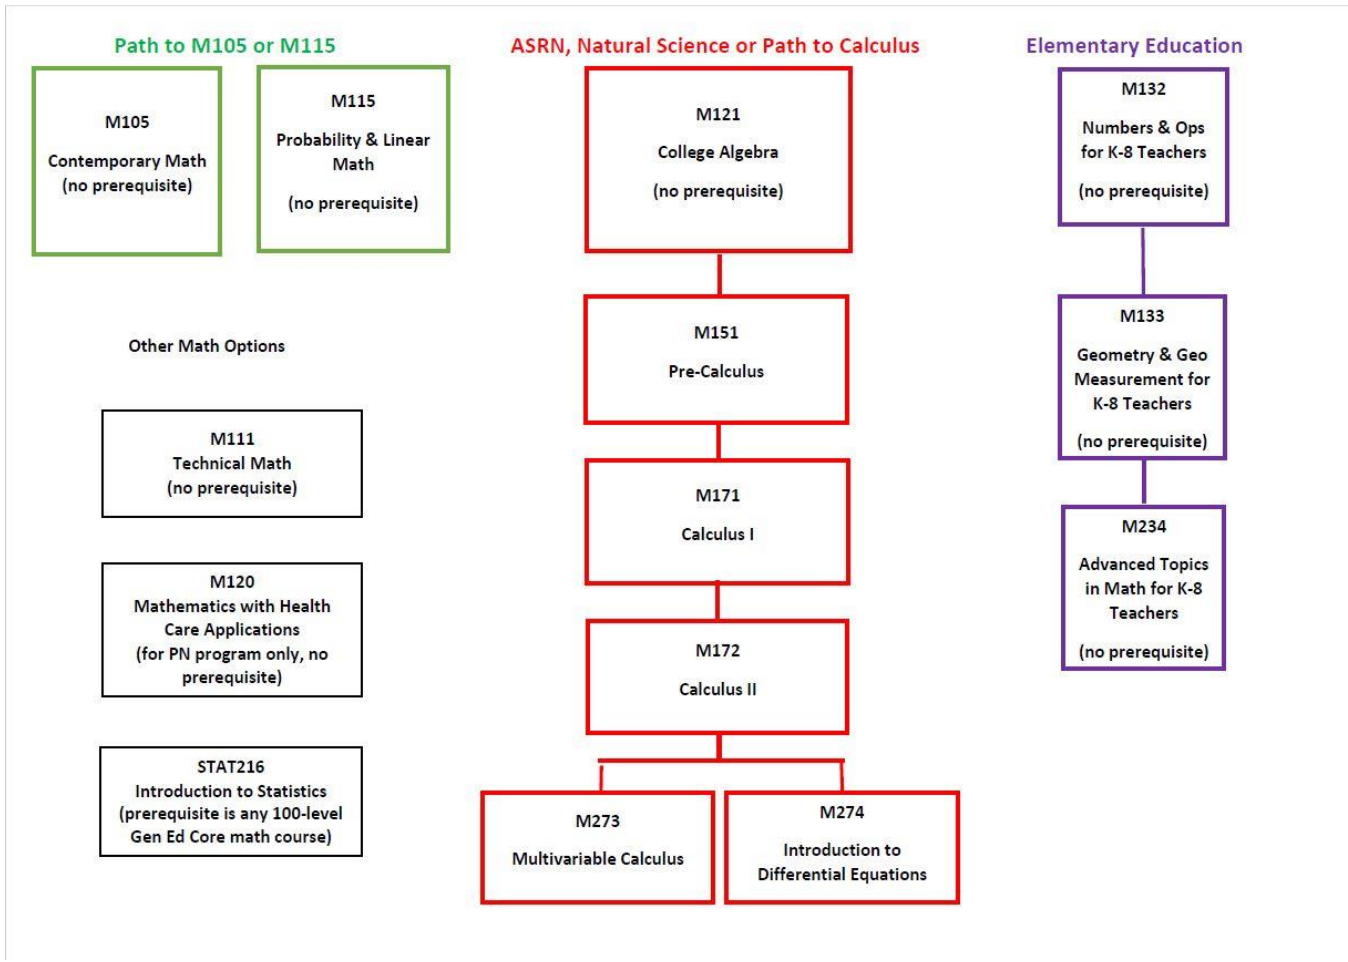 Path to M105 or M115
M105
Contemporary Math
(no prerequisite)
M115
Probability & Linear
Math
(no prerequisite)
Other Math Options
M111
Technical Math
(no prerequisite)
M120
Mathematics with Health
Care Applications
(for PN program only, no
prerequisite)
STAT216
Introduction to Statistics
(prerequisite is any 100-level
Gen Ed Core math course)
ASRN, Natural Science or Path to Calculus
M121
College Algebra
(no prerequisite)
M151
Pre-Calculus
M171
Calculus I
M172
Calculus II
M273
Multivariable Calculus
M274
Introduction to
Differential Equations
Elementary Education
M132
Numbers & Ops
for K-8 Teachers
(no prerequisite)
M133
Geometry & Geo
Measurement for
K-8 Teachers
(no prerequisite)
M234
Advanced Topics
in Math for K-8
Teachers
(no prerequisite)